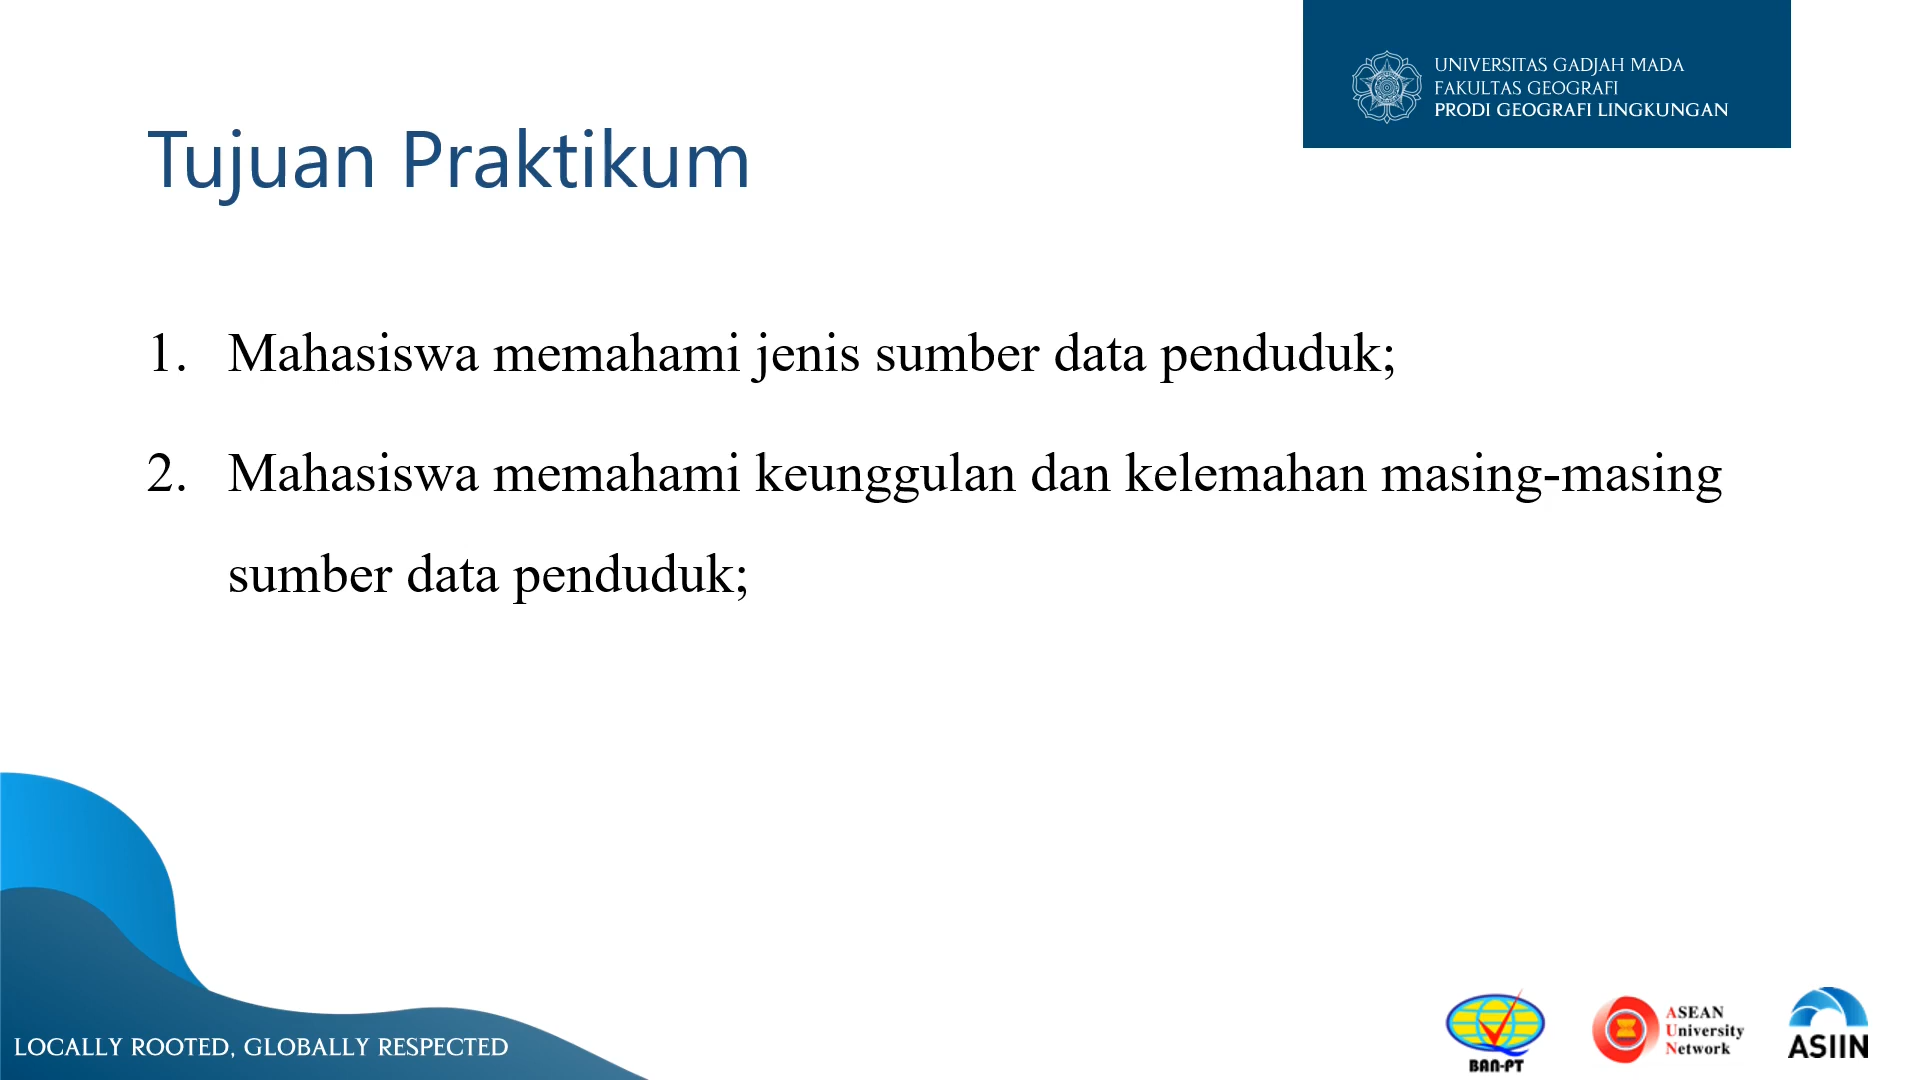 UNIVERSITAS GADJAH MADA
FAKULTAS GEOGRAFI
PRODI GEOGRAFI LINGKUNGAN
Tujuan Praktikum
1. Mahasiswa memahami jenis sumber data penduduk;
2. Mahasiswa memahami keunggulan dan kelemahan masing-masing
sumber data penduduk;
LOCALLY ROOTED, GLOBALLY RESPECTED
BAN-PT
ASEAN
University
Network
ASIIN